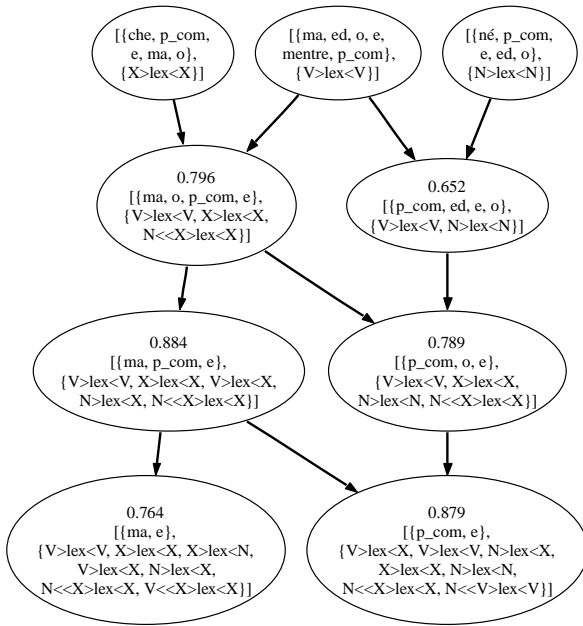 [{che, p_com,
e, ma, o},
{X>lex<X}]
[{ma, ed, o, e,
mentre, p_com},
{V>lex<V}]
[{né, p_com,
e, ed, o},
{N>lex<N}]
0.796
[{ma, o, p_com, e},
{V>lex<V, X>lex<X,
N<<X>lex<X}]
0.652
[{p_com, ed, e, o},
{V>lex<V, N>lex<N}]
0.884
[{ma, p_com, e},
{V>lex<V, X>lex<X, V>lex<X,
N>lex<X, N<<X>lex<X}]
0.789
[{p_com, o, e},
{V>lex<V, X>lex<X,
N>lex<N, N<<X>lex<X}]
0.764
[{ma, e},
{V>lex<V, X>lex<X, X>lex<N,
V>lex<X, N>lex<X,
N<<X>lex<X, V<<X>lex<X}]
0.879
[{p_com, e},
{V>lex<X, V>lex<V, N>lex<X,
X>lex<X, N>lex<N,
N<<X>lex<X, N<<V>lex<V}]